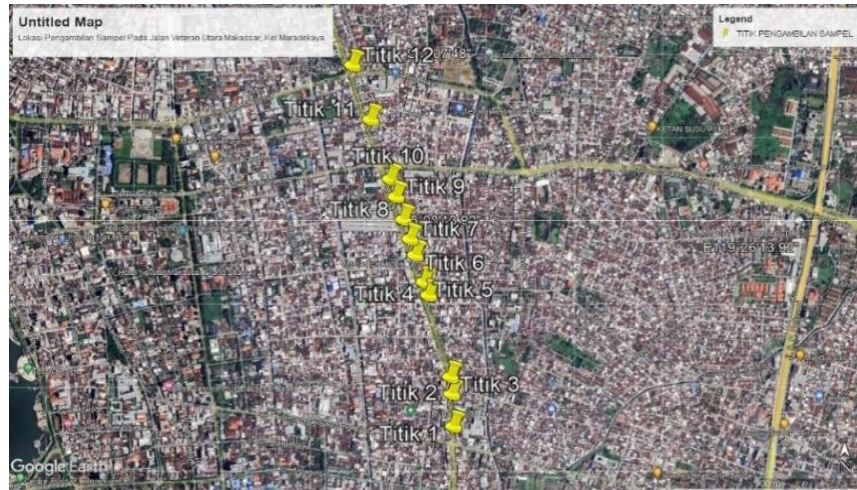 Untitled Map
Lokasi Pengambilan Sampel Pada Jalan Veteran Utara Makassar, Kel Maradekaya
Legend
TITIK PENGAMBILAN SAMPEL
Titik 12
Titik 11
KETAN SUSU
Titik 10
Titik 9
Titik 8
Titik 7
Titik 6
Titik 4
Titik 5
Titik 2
Titik 3
Titik 1
Google Earth
N